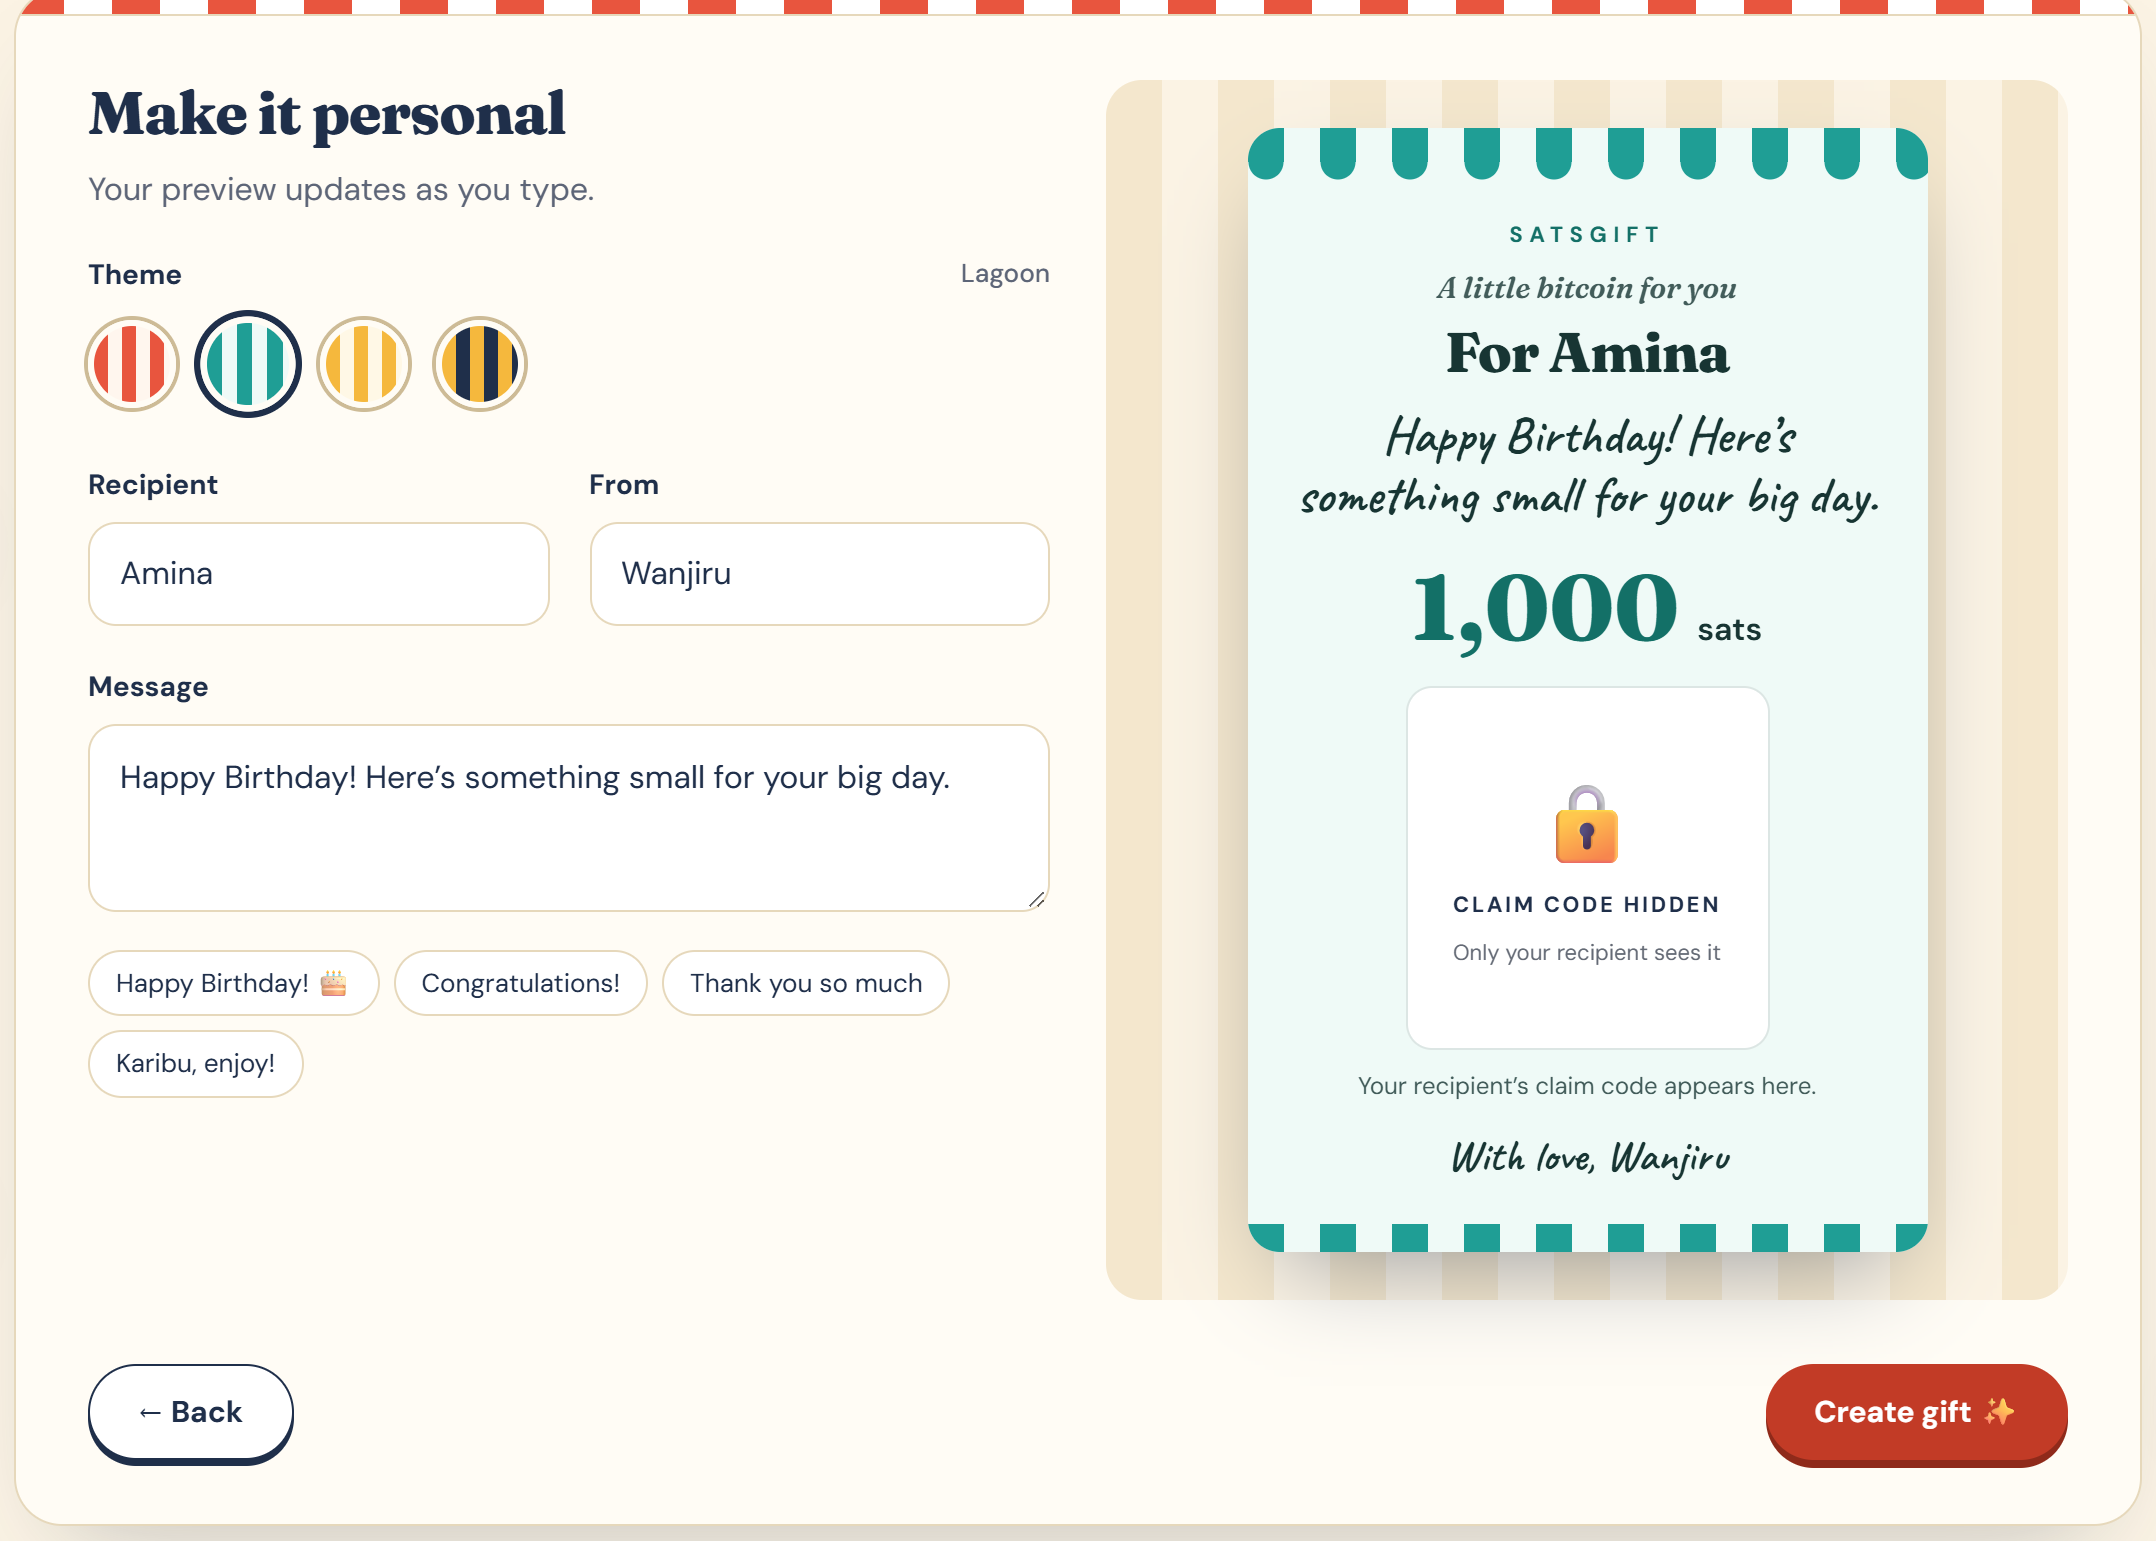 Make it personal
Your preview updates as you type.
Theme
Lagoon
Recipient
From
Amina
Wanjiru
Message
Happy Birthday! Here’s something small for your big day.
Happy Birthday! 🎂
Congratulations!
Thank you so much
Karibu, enjoy!
← Back
SATSGIFT
A little bitcoin for you
For Amina
Happy Birthday! Here’s
something small for your big day.
1,000 sats
CLAIM CODE HIDDEN
Only your recipient sees it
Your recipient’s claim code appears here.
With love, Wanjiru
Create gift ✨